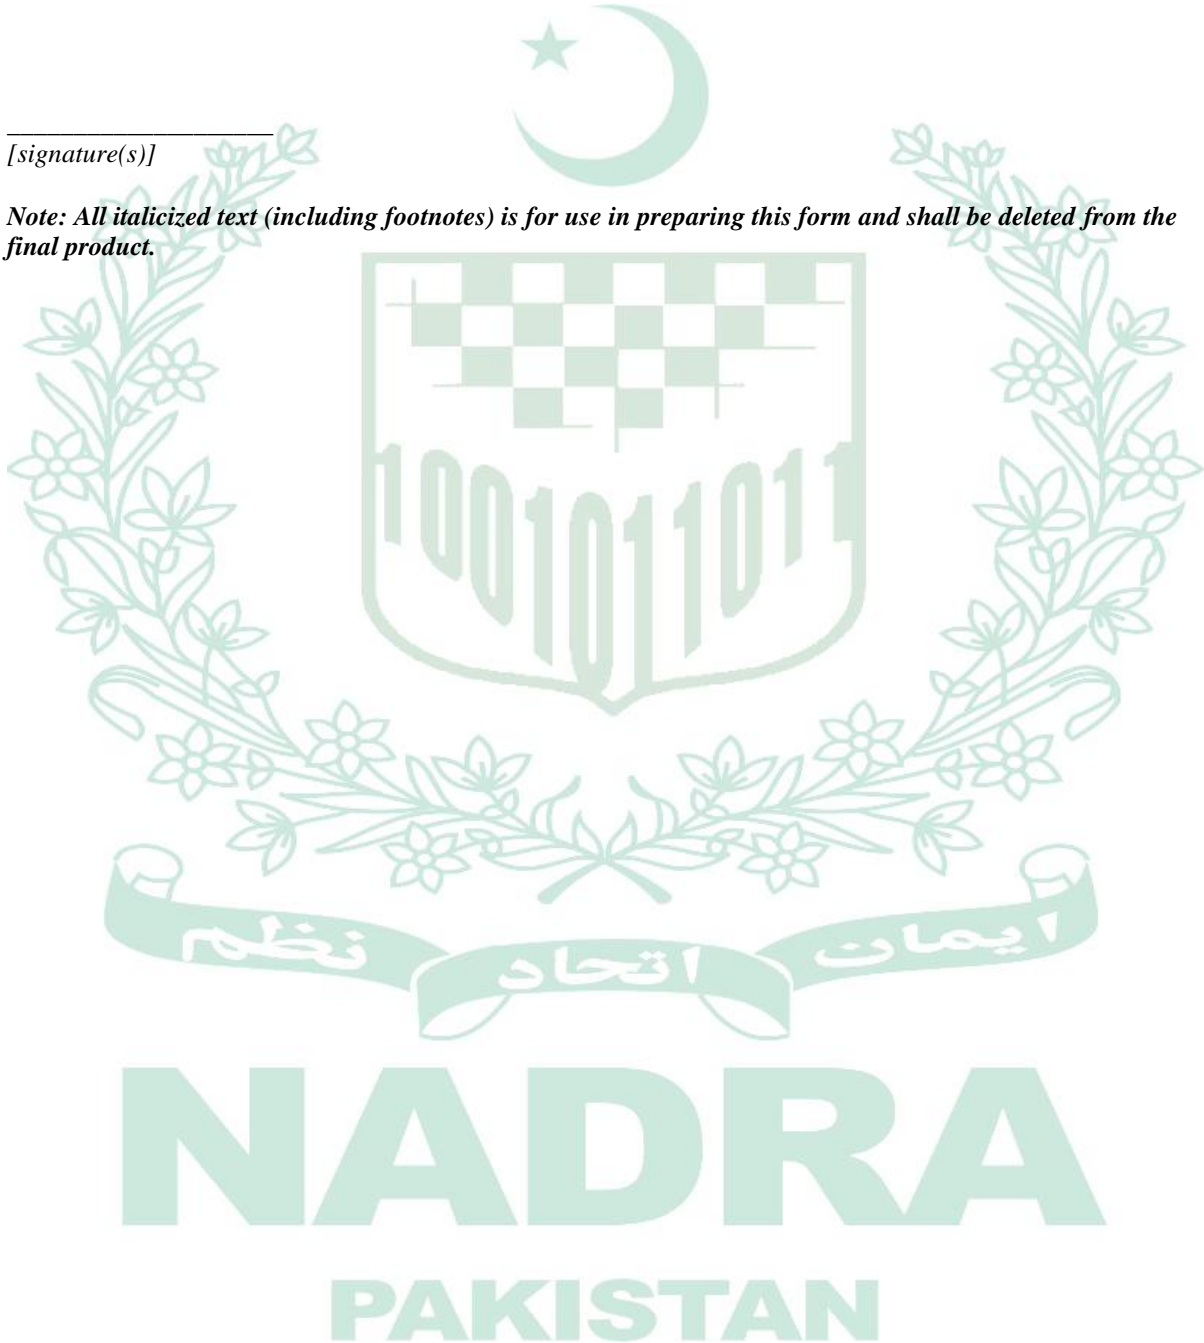 ____________________
[signature(s)]
Note: All italicized text (including footnotes) is for use in preparing this form and shall be deleted from the
final product.
1001011011
ایمان اتحاد نظم
NADRA
PAKISTAN